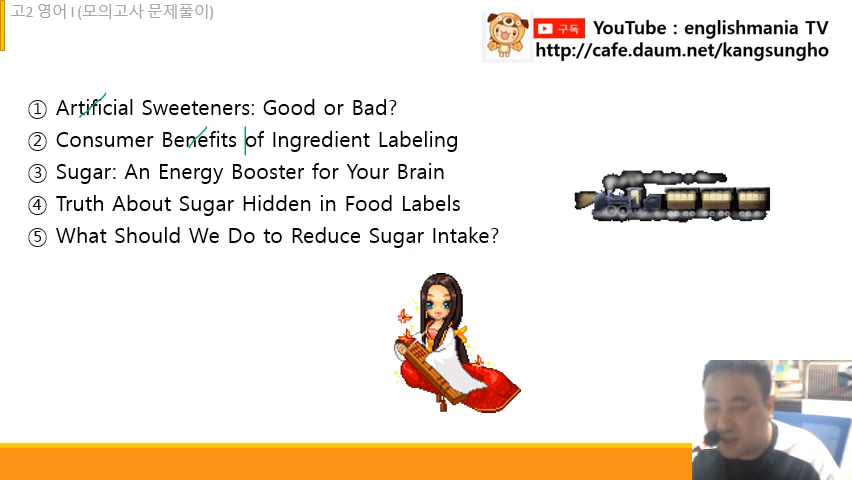 고2 영어 I (모의고사 문제풀이)
구독
YouTube : englishmania TV
http://cafe.daum.net/kangsungho
① Artificial Sweeteners: Good or Bad?
② Consumer Benefits of Ingredient Labeling
③ Sugar: An Energy Booster for Your Brain
④ Truth About Sugar Hidden in Food Labels
⑤ What Should We Do to Reduce Sugar Intake?